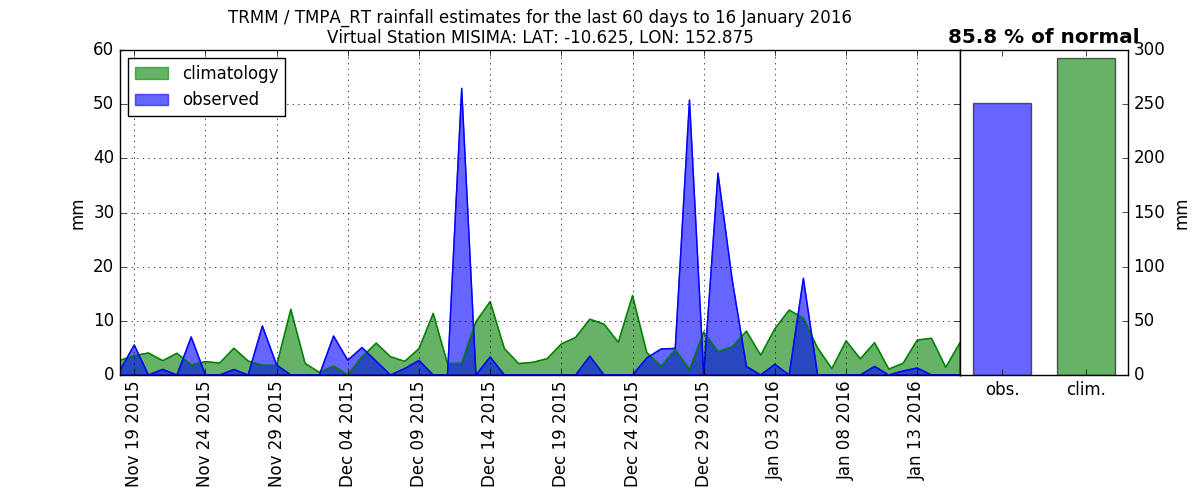 TRMM / TMPA_RT rainfall estimates for the last 60 days to 16 January 2016
Virtual Station MISIMA: LAT: -10.625, LON: 152.875
85.8 % of normal
climatology
observed
mm
60
50
40
30
20
10
0
Nov 19 2015
Nov 24 2015
Nov 29 2015
Dec 04 2015
Dec 09 2015
Dec 14 2015
Dec 19 2015
Dec 24 2015
Dec 29 2015
Jan 03 2016
Jan 08 2016
Jan 13 2016
obs.
clim.
300
250
200
150
100
50
0
mm